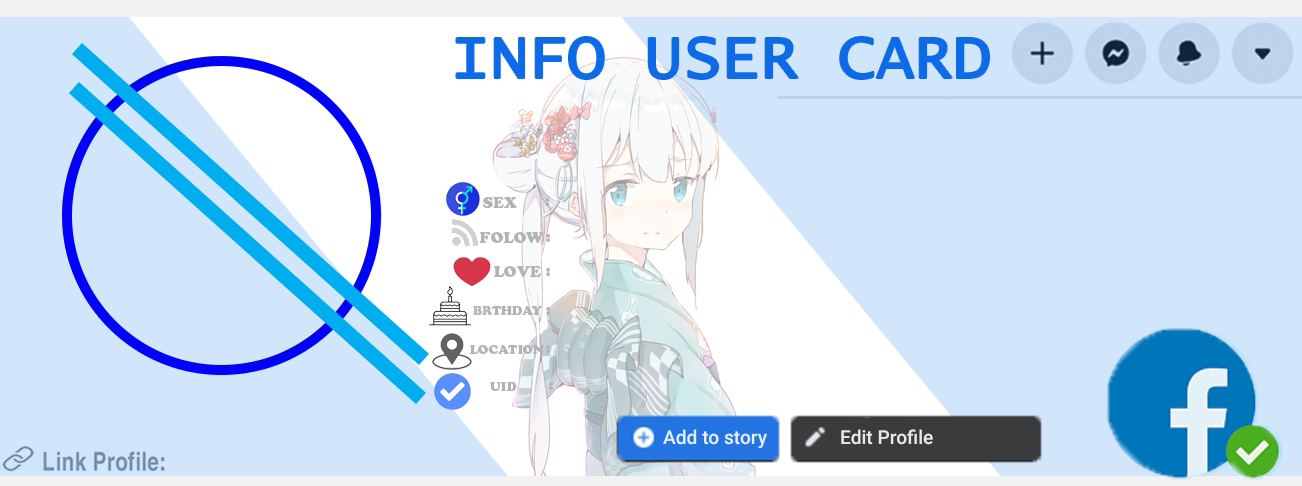 INFO USER CARD
SEX :
FOLOW :
LOVE :
BRTHDAY :
LOCATION :
UID :
Add to story
Edit Profile
Link Profile: